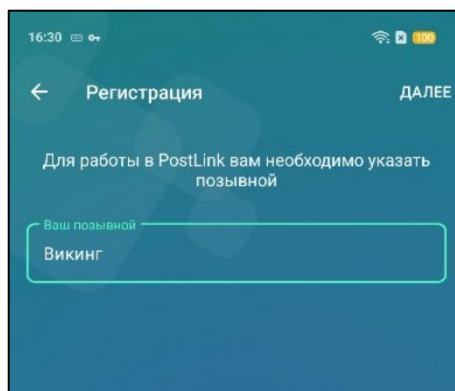 16:30
100
Регистрация
ДАЛЕЕ
Для работы в PostLink вам необходимо указать
позывной
Ваш позывной
Викинг